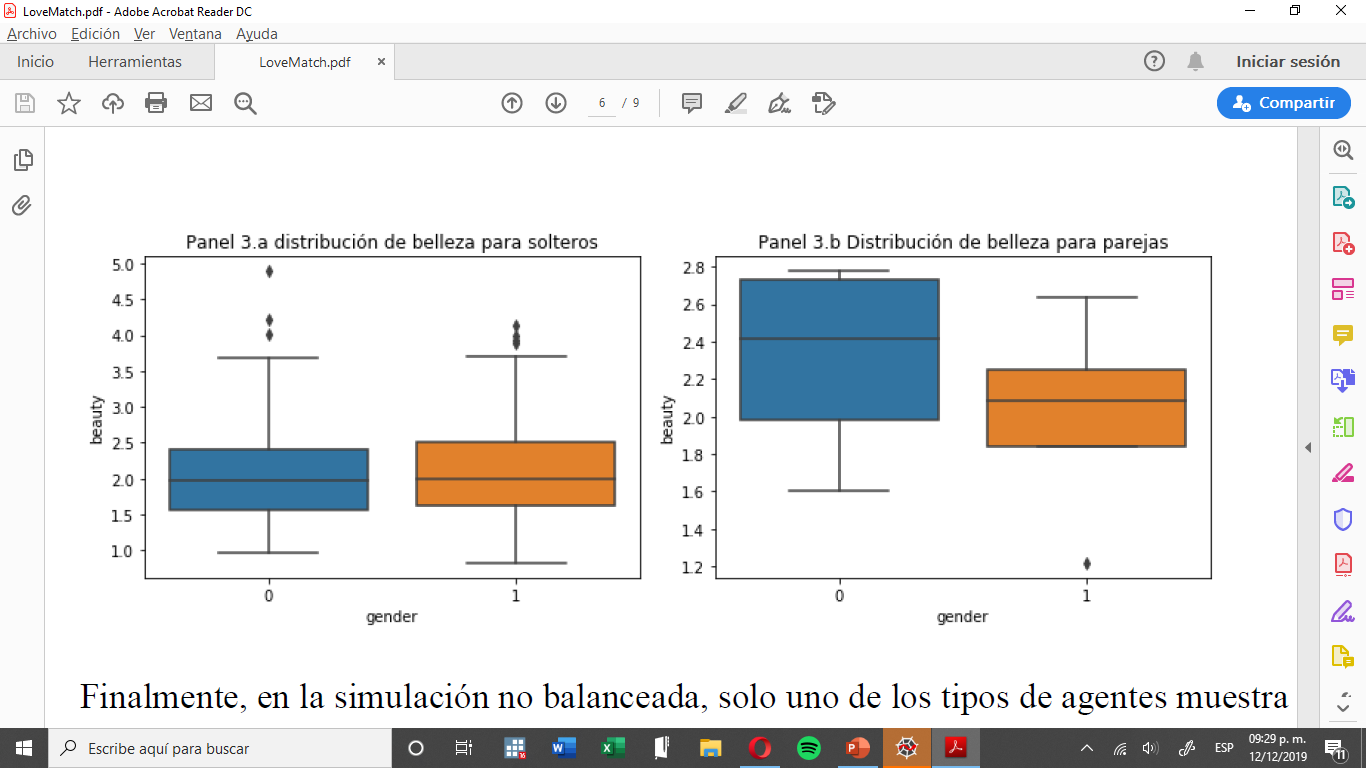 LoveMatch.pdf - Adobe Acrobat Reader DC
Archivo Edición Ver Ventana Ayuda
Inicio Herramientas LoveMatch.pdf × Iniciar sesión
6 / 9 Compartir
Panel 3.a distribución de belleza para solteros
5.0
4.5
4.0
3.5
3.0
2.5
2.0
1.5
1.0
beauty
0 1
gender
Panel 3.b Distribución de belleza para parejas
2.8
2.6
2.4
2.2
2.0
1.8
1.6
1.4
1.2
beauty
0 1
gender
Finalmente, en la simulación no balanceada, solo uno de los tipos de agentes muestra
Escribe aquí para buscar
ESP
09:29 p. m.
12/12/2019
11